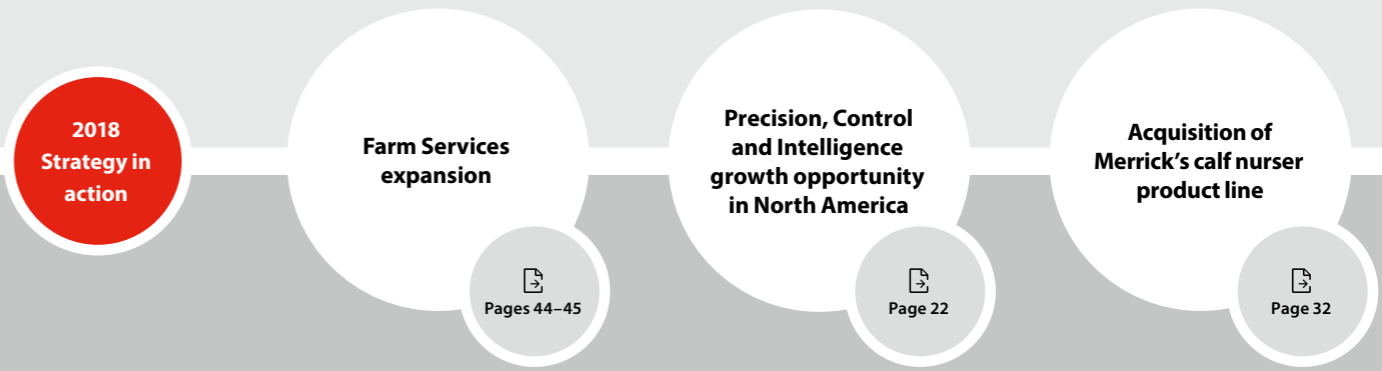 2018
Strategy in
action
Farm Services
expansion
Pages 44–45
Precision, Control
and Intelligence
growth opportunity
in North America
Page 22
Acquisition of
Merrick’s calf nurser
product line
Page 32